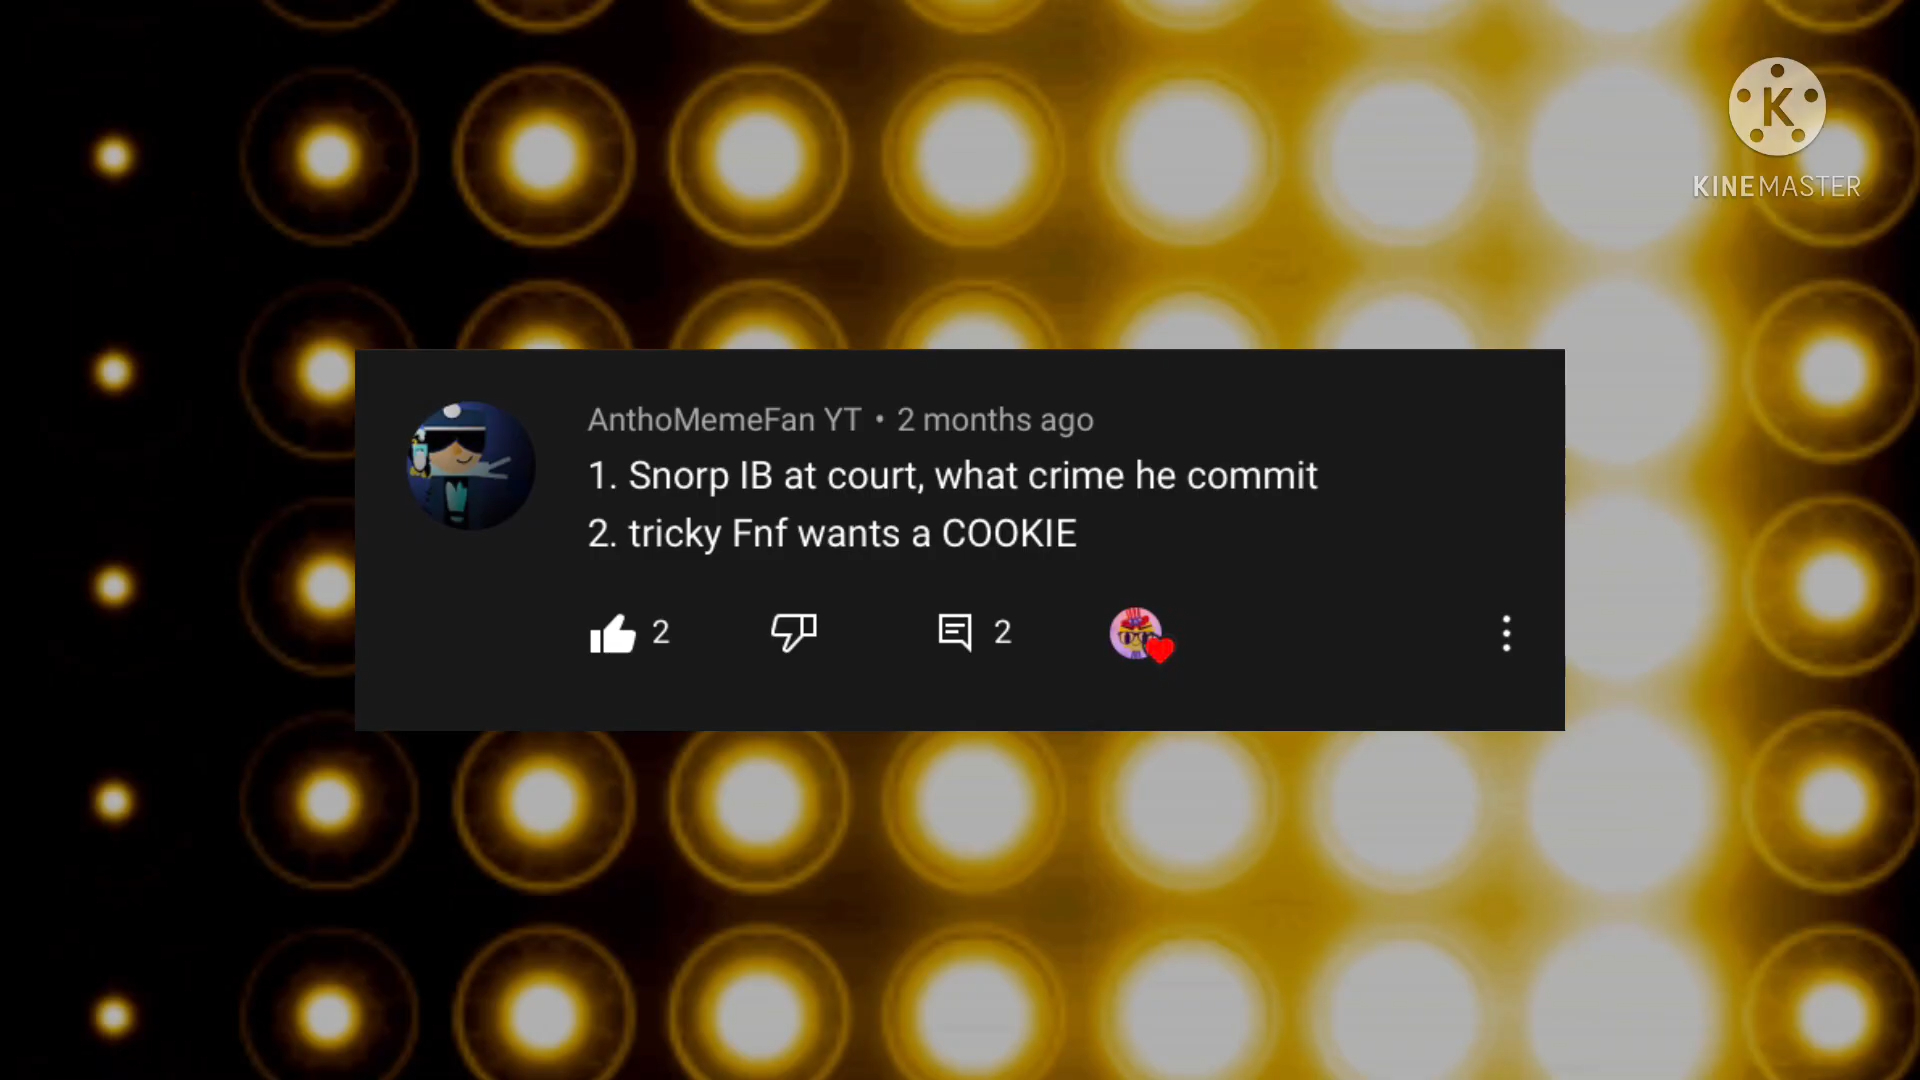 K
KINEMASTER
AnthoMemeFan YT • 2 months ago
1. Snorp IB at court, what crime he commit
2. tricky Fnf wants a COOKIE
2
2